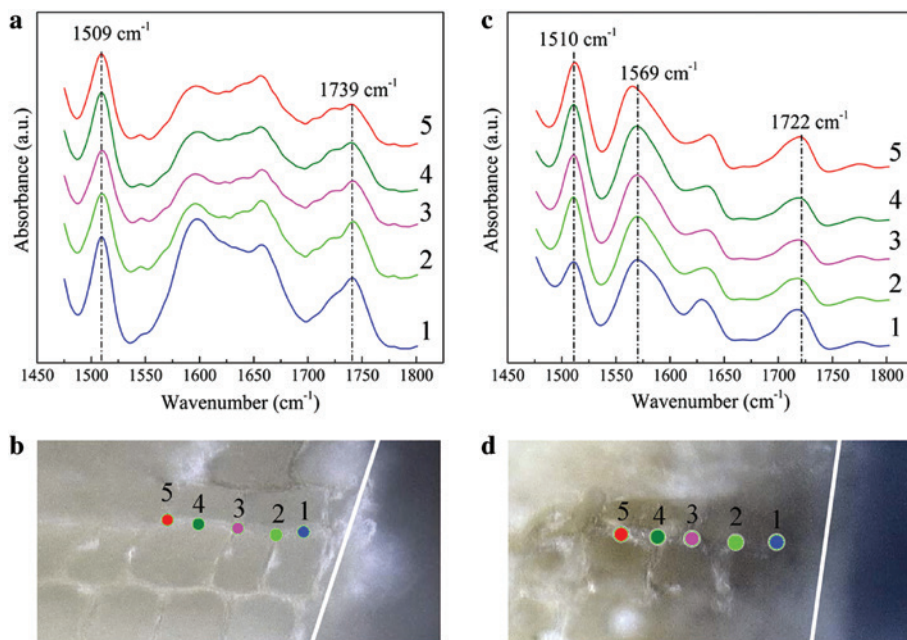 a
1509 cm⁻¹
1739 cm⁻¹
5
4
3
2
1
Absorbance (a.u.)
1450 1500 1550 1600 1650 1700 1750 1800
Wavenumber (cm⁻¹)
c
1510 cm⁻¹
1569 cm⁻¹
1722 cm⁻¹
5
4
3
2
1
Absorbance (a.u.)
1450 1500 1550 1600 1650 1700 1750 1800
Wavenumber (cm⁻¹)
b
5 4 3 2 1
d
5 4 3 2 1